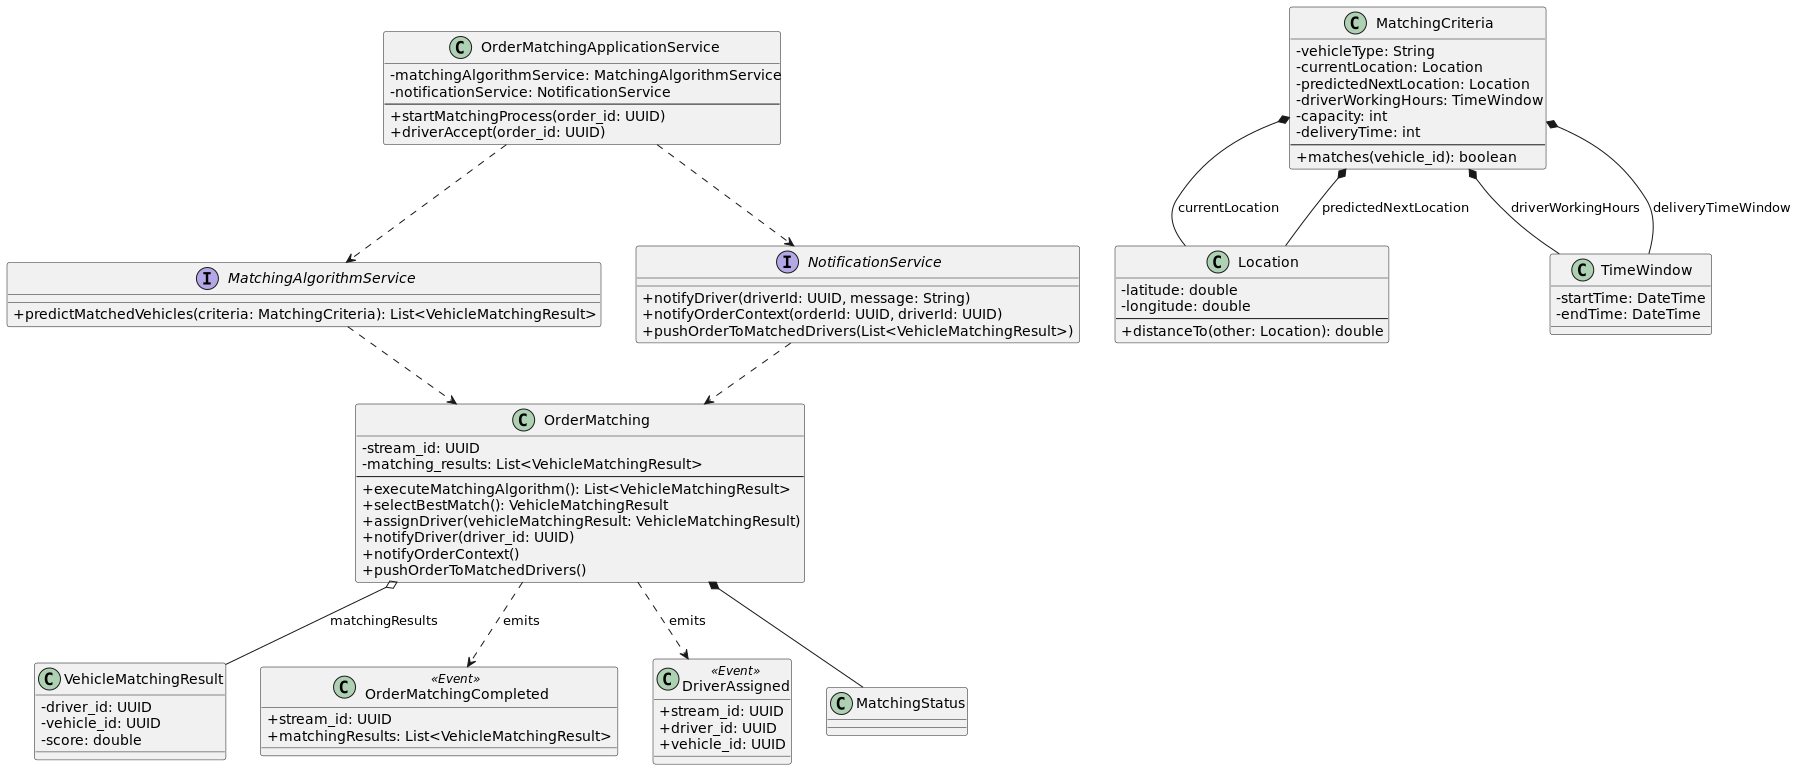 C OrderMatchingApplicationService
-matchingAlgorithmService: MatchingAlgorithmService
-notificationService: NotificationService
+startMatchingProcess(order_id: UUID)
+driverAccept(order_id: UUID)
C MatchingCriteria
-vehicleType: String
-currentLocation: Location
-predictedNextLocation: Location
-driverWorkingHours: TimeWindow
-capacity: int
-deliveryTime: int
+matches(vehicle_id): boolean
currentLocation
predictedNextLocation
driverWorkingHours
deliveryTimeWindow
I MatchingAlgorithmService
+predictMatchedVehicles(criteria: MatchingCriteria): List<VehicleMatchingResult>
I NotificationService
+notifyDriver(driverId: UUID, message: String)
+notifyOrderContext(orderId: UUID, driverId: UUID)
+pushOrderToMatchedDrivers(List<VehicleMatchingResult>)
C Location
-latitude: double
-longitude: double
+distanceTo(other: Location): double
C TimeWindow
-startTime: DateTime
-endTime: DateTime
C OrderMatching
-stream_id: UUID
-matching_results: List<VehicleMatchingResult>
+executeMatchingAlgorithm(): List<VehicleMatchingResult>
+selectBestMatch(): VehicleMatchingResult
+assignDriver(vehicleMatchingResult: VehicleMatchingResult)
+notifyDriver(driver_id: UUID)
+notifyOrderContext()
+pushOrderToMatchedDrivers()
matchingResults
emits
emits
C VehicleMatchingResult
-driver_id: UUID
-vehicle_id: UUID
-score: double
C «Event»
OrderMatchingCompleted
+stream_id: UUID
+matchingResults: List<VehicleMatchingResult>
C «Event»
DriverAssigned
+stream_id: UUID
+driver_id: UUID
+vehicle_id: UUID
C MatchingStatus